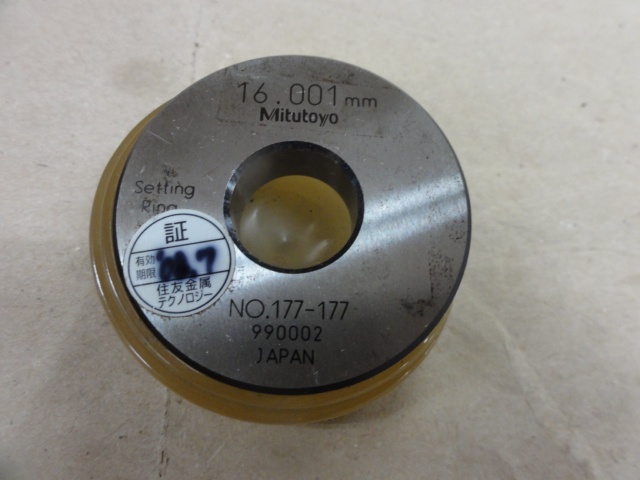 16.001mm
Mitutoyo
Setting
Ring
証
有効
期限
住友金属
テクノロジー
NO.177-177
990002
JAPAN